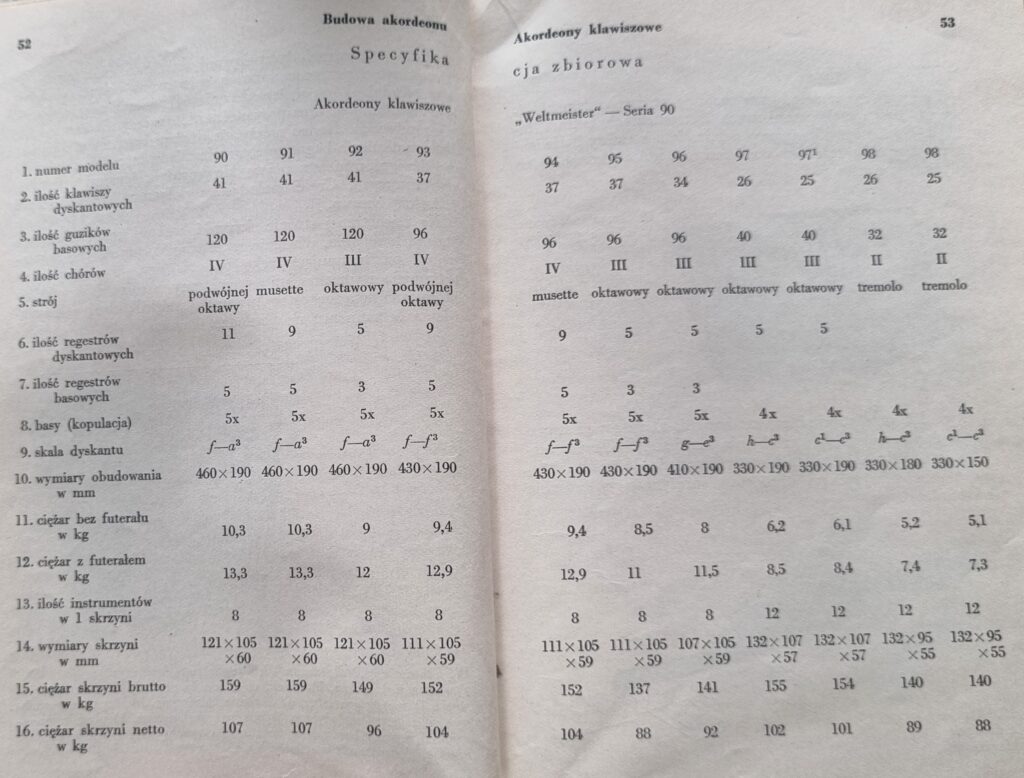 52
Budowa akordeonu
Specyfika
Akordeony klawiszowe
1. numer modelu 90 91 92 93
2. ilość klawiszy 41 41 41 37
dyskantowych
3. ilość guzików
basowych 120 120 120 96
4. ilość chórów IV IV III IV
5. strój podwójnej musette oktawowy podwójnej
oktawy oktawy
6. ilość regestrów 11 9 5 9
dyskantowych
7. ilość regestrów
basowych 5 5 3 5
8. basy (kopulacja) 5x 5x 5x 5x
9. skala dyskantu f—a³ f—a³ f—a³ f—f³
10. wymiary obudowania 460×190 460×190 460×190 430×190
w mm
11. ciężar bez futerału
w kg 10,3 10,3 9 9,4
12. ciężar z futerałem
w kg 13,3 13,3 12 12,9
13. ilość instrumentów
w 1 skrzyni 8 8 8 8
14. wymiary skrzyni 121×105 121×105 121×105 111×105
w mm ×60 ×60 ×60 ×59
15. ciężar skrzyni brutto 159 159 149 152
w kg
16. ciężar skrzyni netto 107 107 96 104
w kg
Akordeony klawiszowe
53
cja zbiorowa
„Weltmeister“ — Seria 90
94 95 96 97 97¹ 98 98
37 37 34 26 25 26 25
96 96 96 40 40 32 32
IV III III III III II II
musette oktawowy oktawowy oktawowy oktawowy tremolo tremolo
9 5 5 5 5
5 3 3
5x 5x 5x 4x 4x 4x 4x
f—f³ f—f³ g—e³ h—c³ c¹—c³ h—c³ c¹—c³
430×190 430×190 410×190 330×190 330×190 330×180 330×150
9,4 8,5 8 6,2 6,1 5,2 5,1
12,9 11 11,5 8,5 8,4 7,4 7,3
8 8 8 12 12 12 12
111×105 111×105 107×105 132×107 132×107 132×95 132×95
×59 ×59 ×59 ×57 ×57 ×55 ×55
152 137 141 155 154 140 140
104 88 92 102 101 89 88